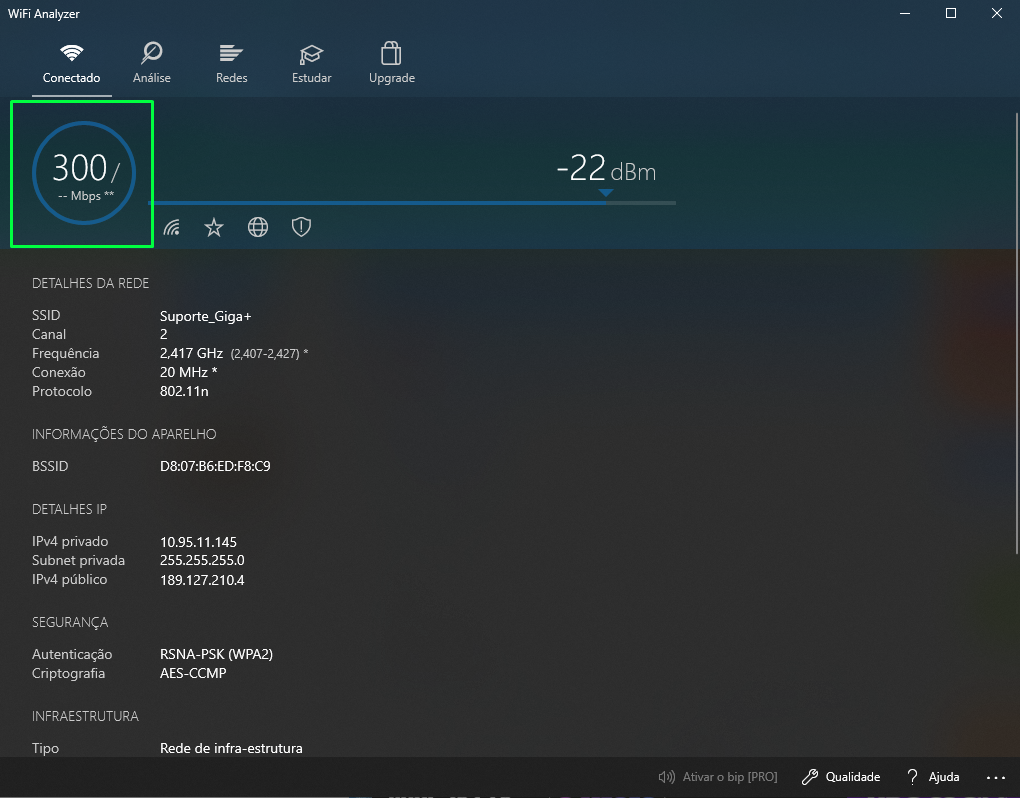 WiFi Analyzer
Conectado Análise Redes Estudar Upgrade
300/
-- Mbps **
-22 dBm
DETALHES DA REDE
SSID Suporte_Giga+
Canal 2
Frequência 2,417 GHz (2,407-2,427) *
Conexão 20 MHz *
Protocolo 802.11n
INFORMAÇÕES DO APARELHO
BSSID D8:07:B6:ED:F8:C9
DETALHES IP
IPv4 privado 10.95.11.145
Subnet privada 255.255.255.0
IPv4 público 189.127.210.4
SEGURANÇA
Autenticação RSNA-PSK (WPA2)
Criptografia AES-CCMP
INFRAESTRUTURA
Tipo Rede de infra-estrutura
Ativar o bip [PRO] Qualidade ? Ajuda ...